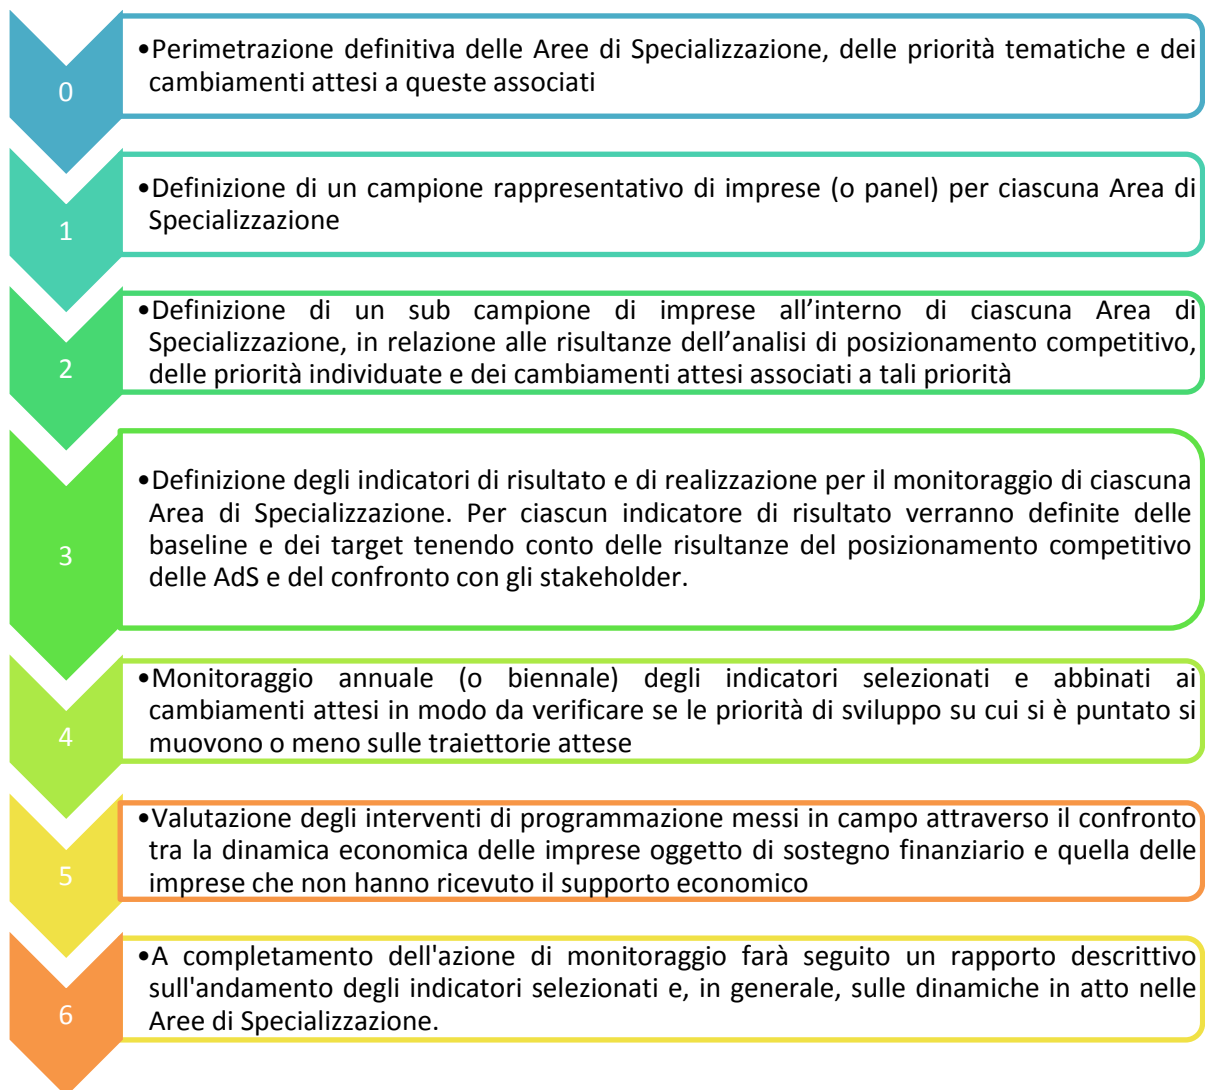 0
•Perimetrazione definitiva delle Aree di Specializzazione, delle priorità tematiche e dei
cambiamenti attesi a queste associati
1
•Definizione di un campione rappresentativo di imprese (o panel) per ciascuna Area di
Specializzazione
2
•Definizione di un sub campione di imprese all’interno di ciascuna Area di
Specializzazione, in relazione alle risultanze dell’analisi di posizionamento competitivo,
delle priorità individuate e dei cambiamenti attesi associati a tali priorità
3
•Definizione degli indicatori di risultato e di realizzazione per il monitoraggio di ciascuna
Area di Specializzazione. Per ciascun indicatore di risultato verranno definite delle
baseline e dei target tenendo conto delle risultanze del posizionamento competitivo
delle AdS e del confronto con gli stakeholder.
4
•Monitoraggio annuale (o biennale) degli indicatori selezionati e abbinati ai
cambiamenti attesi in modo da verificare se le priorità di sviluppo su cui si è puntato si
muovono o meno sulle traiettorie attese
5
•Valutazione degli interventi di programmazione messi in campo attraverso il confronto
tra la dinamica economica delle imprese oggetto di sostegno finanziario e quella delle
imprese che non hanno ricevuto il supporto economico
6
•A completamento dell'azione di monitoraggio farà seguito un rapporto descrittivo
sull'andamento degli indicatori selezionati e, in generale, sulle dinamiche in atto nelle
Aree di Specializzazione.